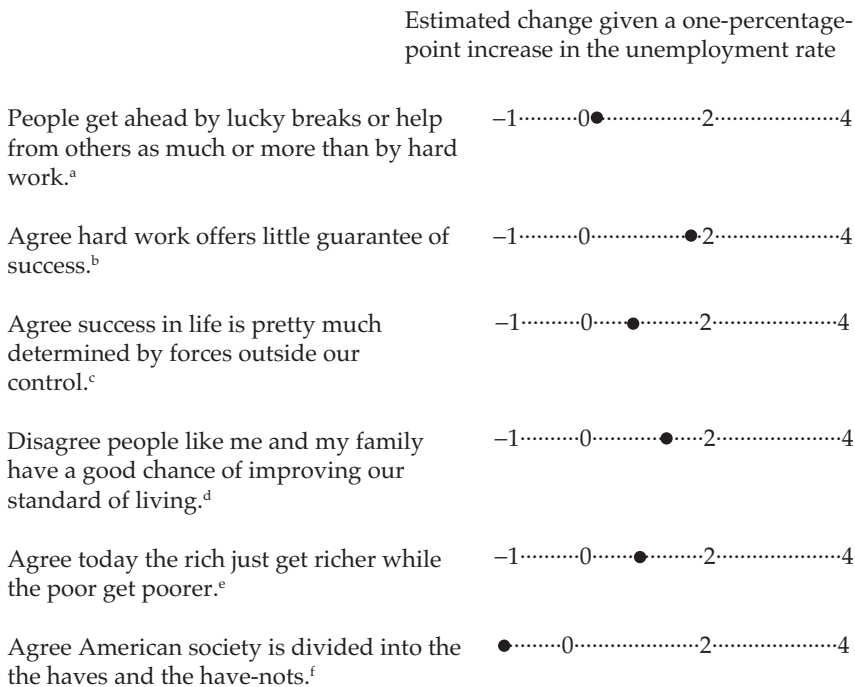 Estimated change given a one-percentage-
point increase in the unemployment rate
People get ahead by lucky breaks or help
from others as much or more than by hard
work.ᵃ
–1..........0●.................2..................4
Agree hard work offers little guarantee of
success.ᵇ
–1..........0................●.2..................4
Agree success in life is pretty much
determined by forces outside our
control.ᶜ
–1..........0......●..........2..................4
Disagree people like me and my family
have a good chance of improving our
standard of living.ᵈ
–1..........0...........●.....2..................4
Agree today the rich just get richer while
the poor get poorer.ᵉ
–1..........0.......●.........2..................4
Agree American society is divided into the
the haves and the have-nots.ᶠ
●.........0..................2..................4